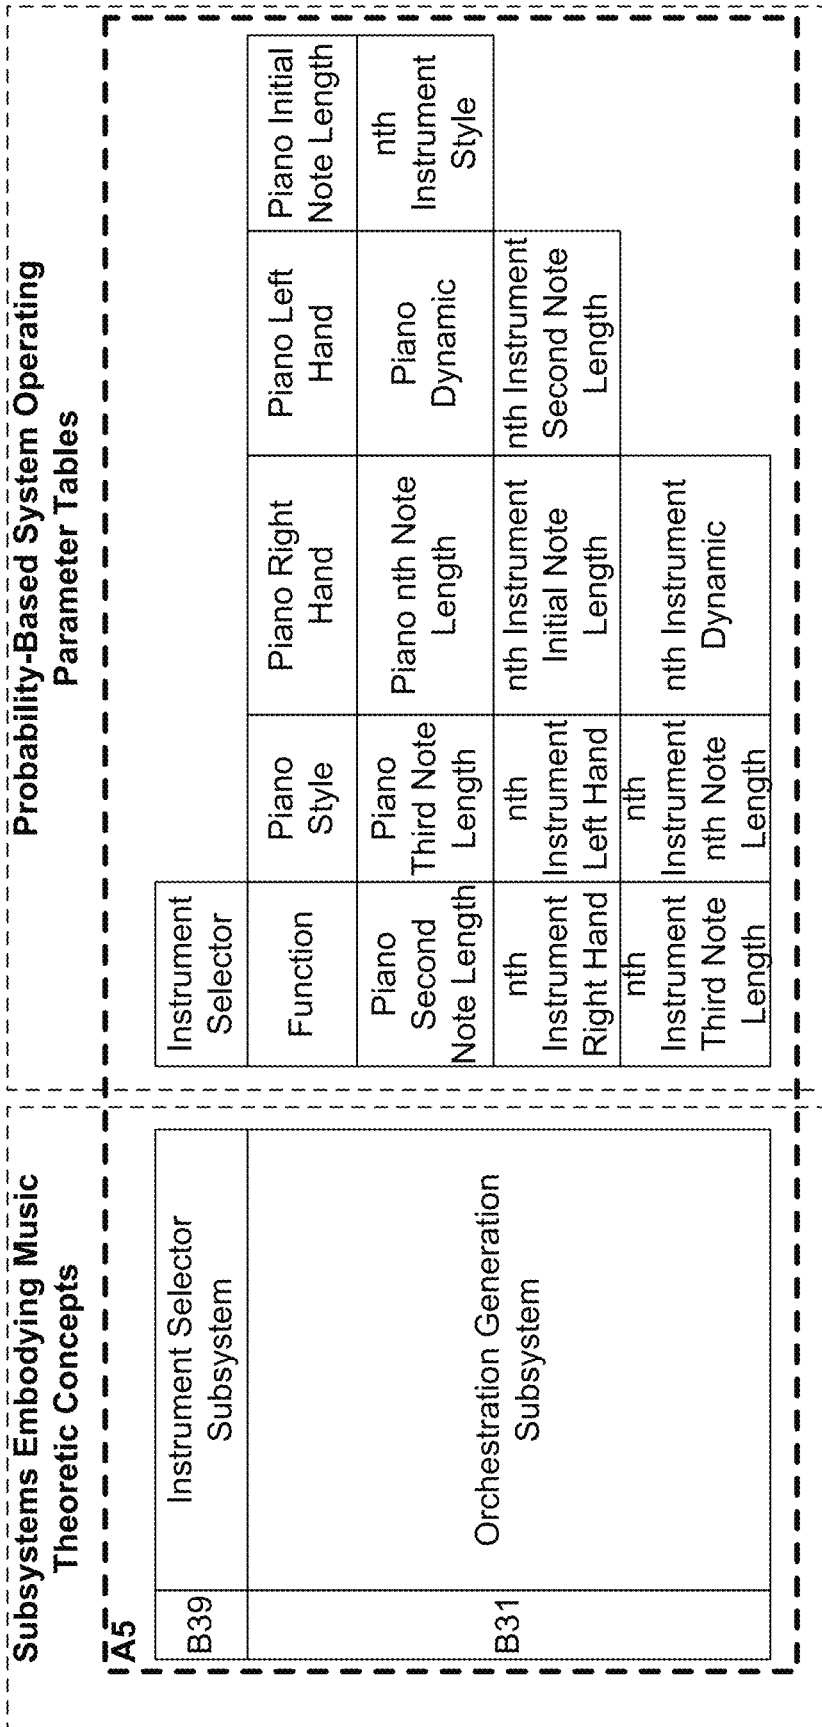 Subsystems Embodying Music
Theoretic Concepts
Probability-Based System Operating
Parameter Tables
A5
B39
Instrument Selector
Subsystem
Instrument
Selector
B31
Orchestration Generation
Subsystem
Function
Piano
Style
Piano Right
Hand
Piano Left
Hand
Piano Initial
Note Length
Piano
Second
Note Length
Piano
Third Note
Length
Piano nth Note
Length
Piano
Dynamic
nth
Instrument
Style
nth
Instrument
Right Hand
nth
Instrument
Left Hand
nth Instrument
Initial Note
Length
nth Instrument
Second Note
Length
nth
Instrument
Third Note
Length
nth
Instrument
nth Note
Length
nth Instrument
Dynamic